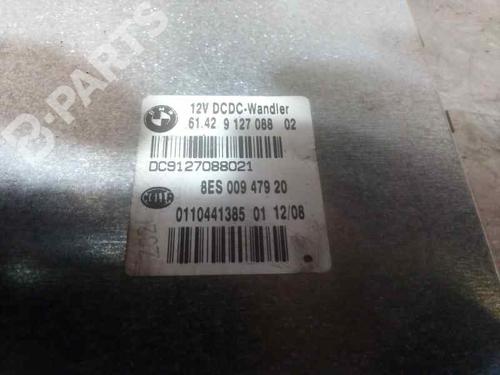 B-PARTS
12V DCDC-Wandler
61.42 9 127 088 02
DC9127088021
8ES 009 479 20
0110441385 01 12/08